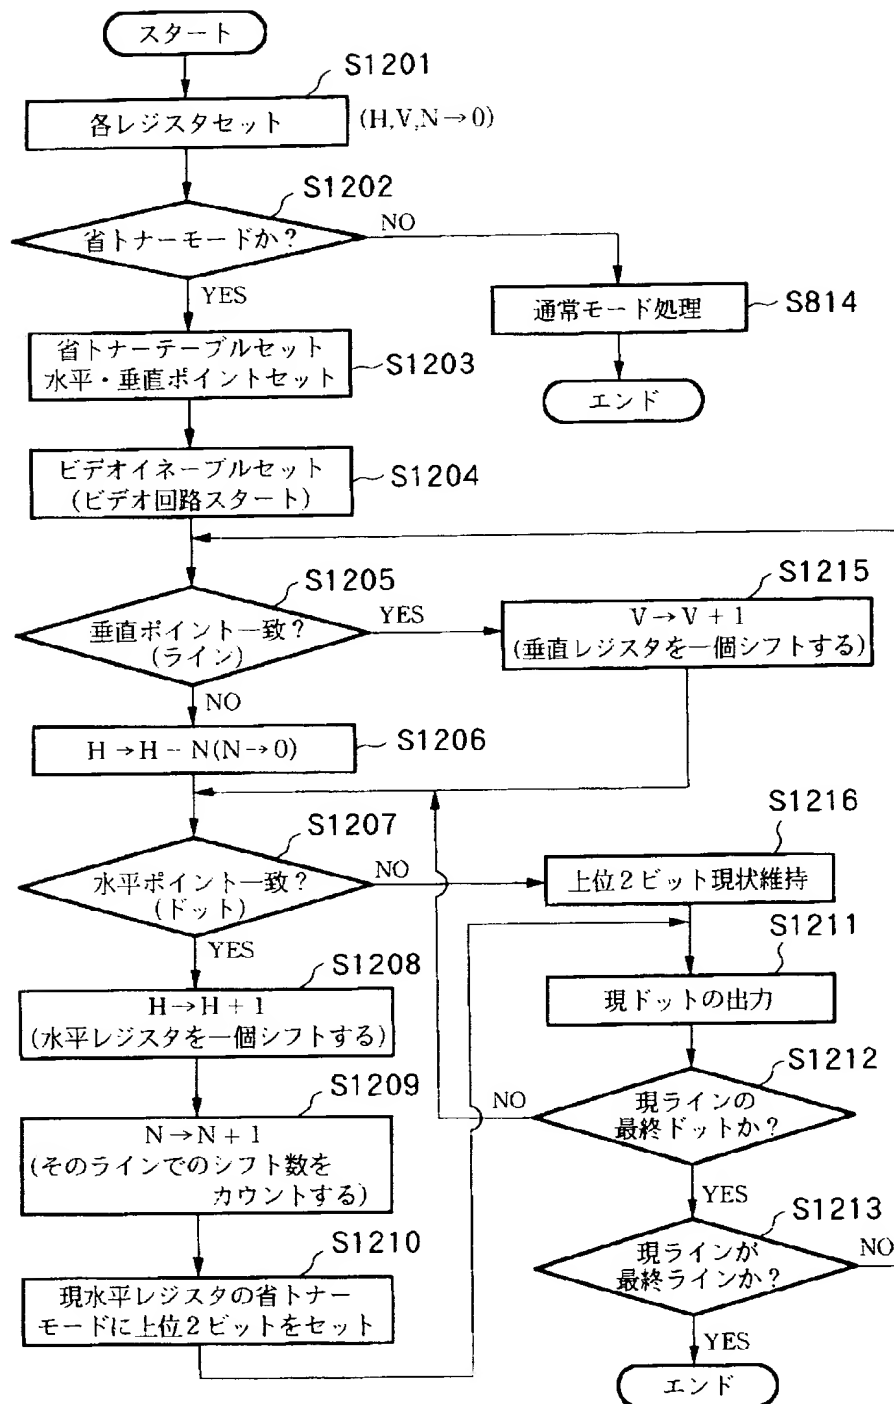 スタート
S1201
各レジスタセット
(H,V,N→0)
S1202
省トナーモードか?
NO
YES
通常モード処理
S814
エンド
省トナーテーブルセット
水平・垂直ポイントセット
S1203
ビデオイネーブルセット
(ビデオ回路スタート)
S1204
S1205
垂直ポイント一致?
(ライン)
YES
NO
S1215
V→V+1
(垂直レジスタを一個シフトする)
H→H-N(N→0)
S1206
S1207
水平ポイント一致?
(ドット)
NO
YES
S1216
上位2ビット現状維持
S1208
H→H+1
(水平レジスタを一個シフトする)
S1211
現ドットの出力
S1209
N→N+1
(そのラインでのシフト数を
カウントする)
S1212
現ラインの
最終ドットか?
NO
YES
S1210
現水平レジスタの省トナー
モードに上位2ビットをセット
S1213
現ラインが
最終ラインか?
NO
YES
エンド